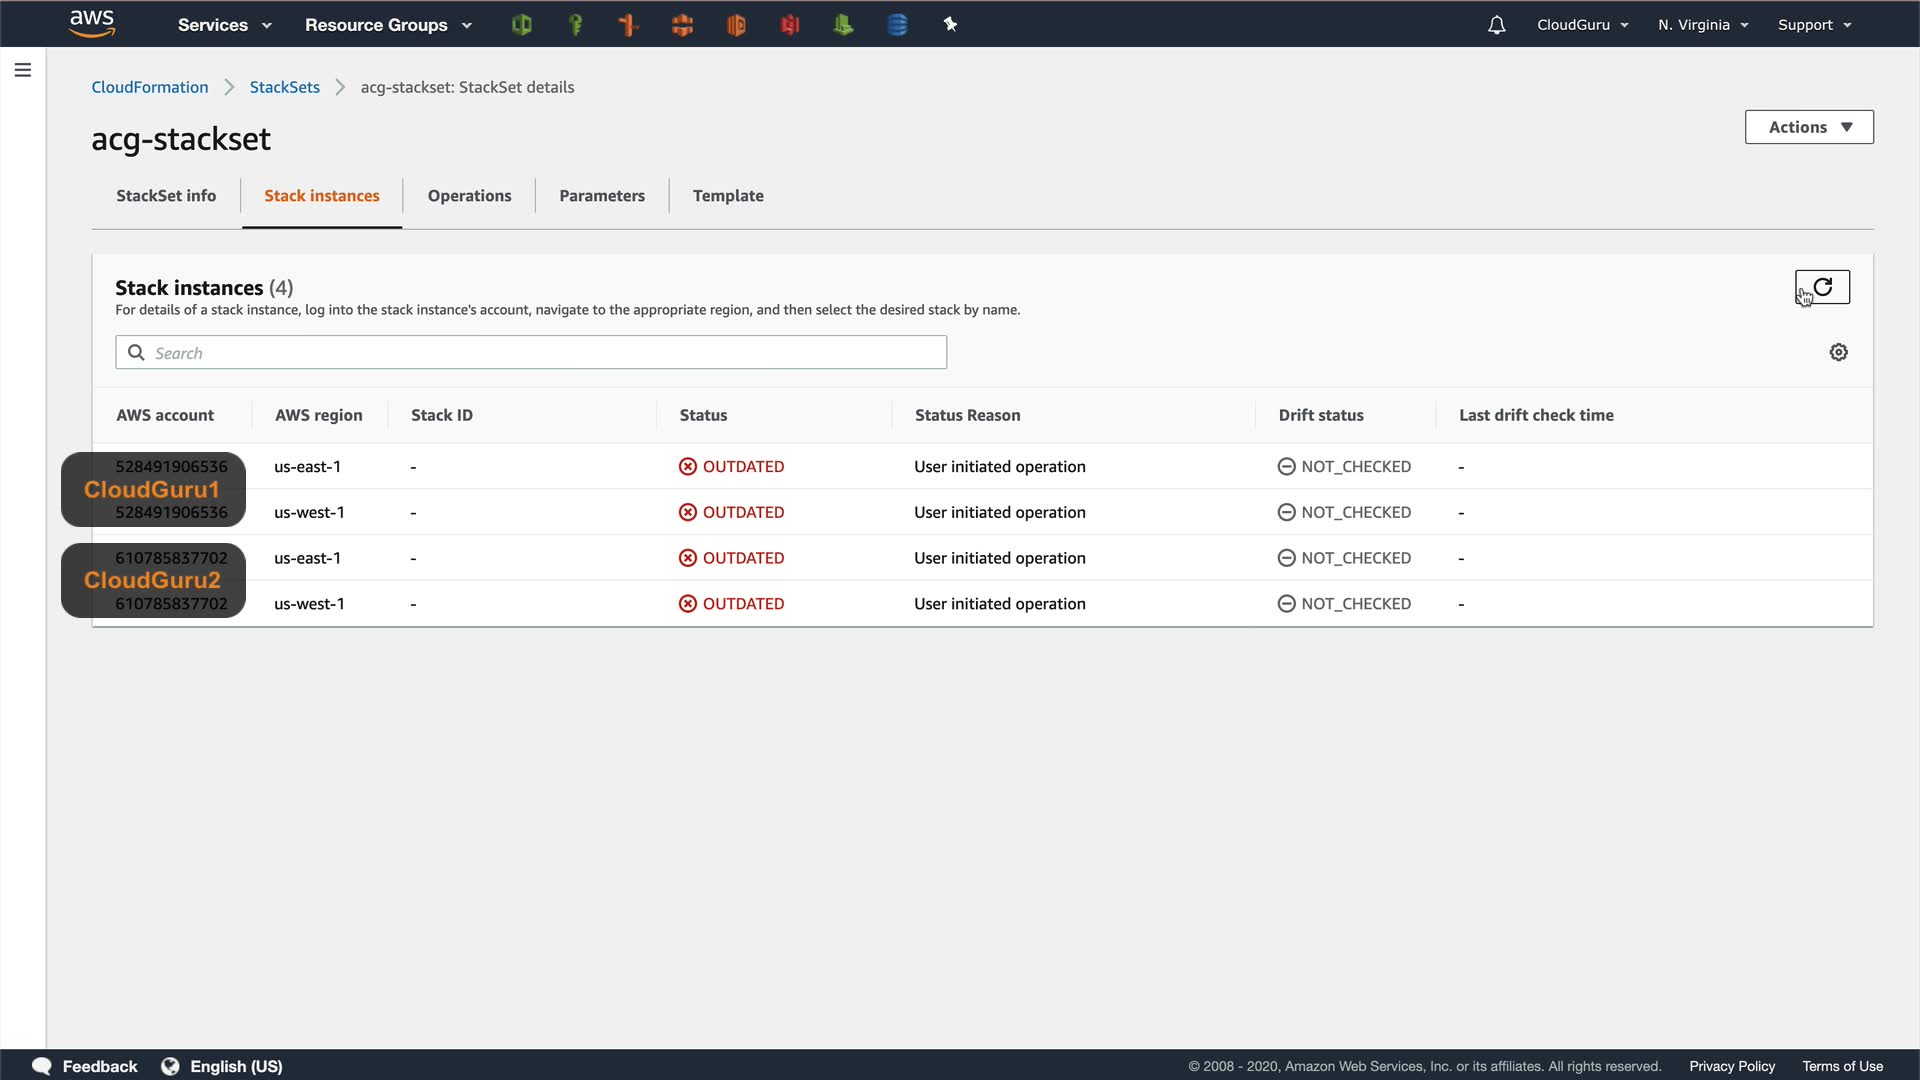 aws Services Resource Groups CloudGuru N. Virginia Support
CloudFormation StackSets acg-stackset: StackSet details
acg-stackset
Actions
StackSet info Stack instances Operations Parameters Template
Stack instances (4)
For details of a stack instance, log into the stack instance's account, navigate to the appropriate region, and then select the desired stack by name.
Search
AWS account AWS region Stack ID Status Status Reason Drift status Last drift check time
528491906536 us-east-1 - OUTDATED User initiated operation NOT_CHECKED -
CloudGuru1
528491906536 us-west-1 - OUTDATED User initiated operation NOT_CHECKED -
610785837702 us-east-1 - OUTDATED User initiated operation NOT_CHECKED -
CloudGuru2
610785837702 us-west-1 - OUTDATED User initiated operation NOT_CHECKED -
Feedback English (US) © 2008 - 2020, Amazon Web Services, Inc. or its affiliates. All rights reserved. Privacy Policy Terms of Use